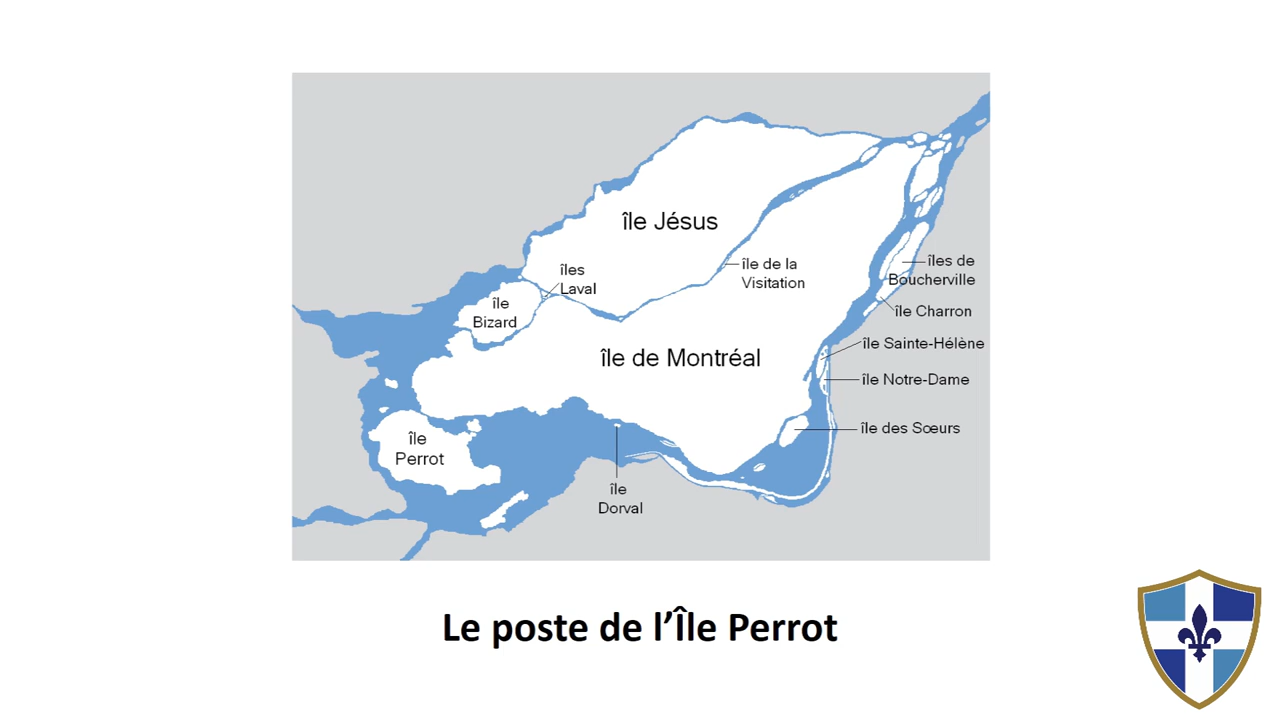 île Jésus
île de la
Visitation
îles de
Boucherville
îles
Laval
île
Bizard
île Charron
île Sainte-Hélène
île de Montréal
île Notre-Dame
île des Sœurs
île
Perrot
île
Dorval
Le poste de l'Île Perrot